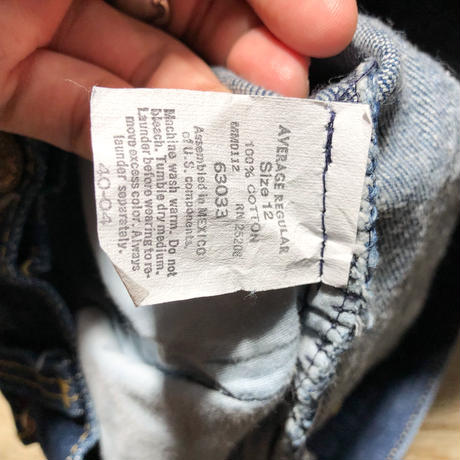 AVERAGE REGULAR
Size 12
100% COTTON
RN 25208
63033
Assembled in MEXICO
of U.S. components.
Machine wash warm. Do not
bleach. Tumble dry medium.
Launder before wearing to re-
move excess color. Always
launder separately.
40-04